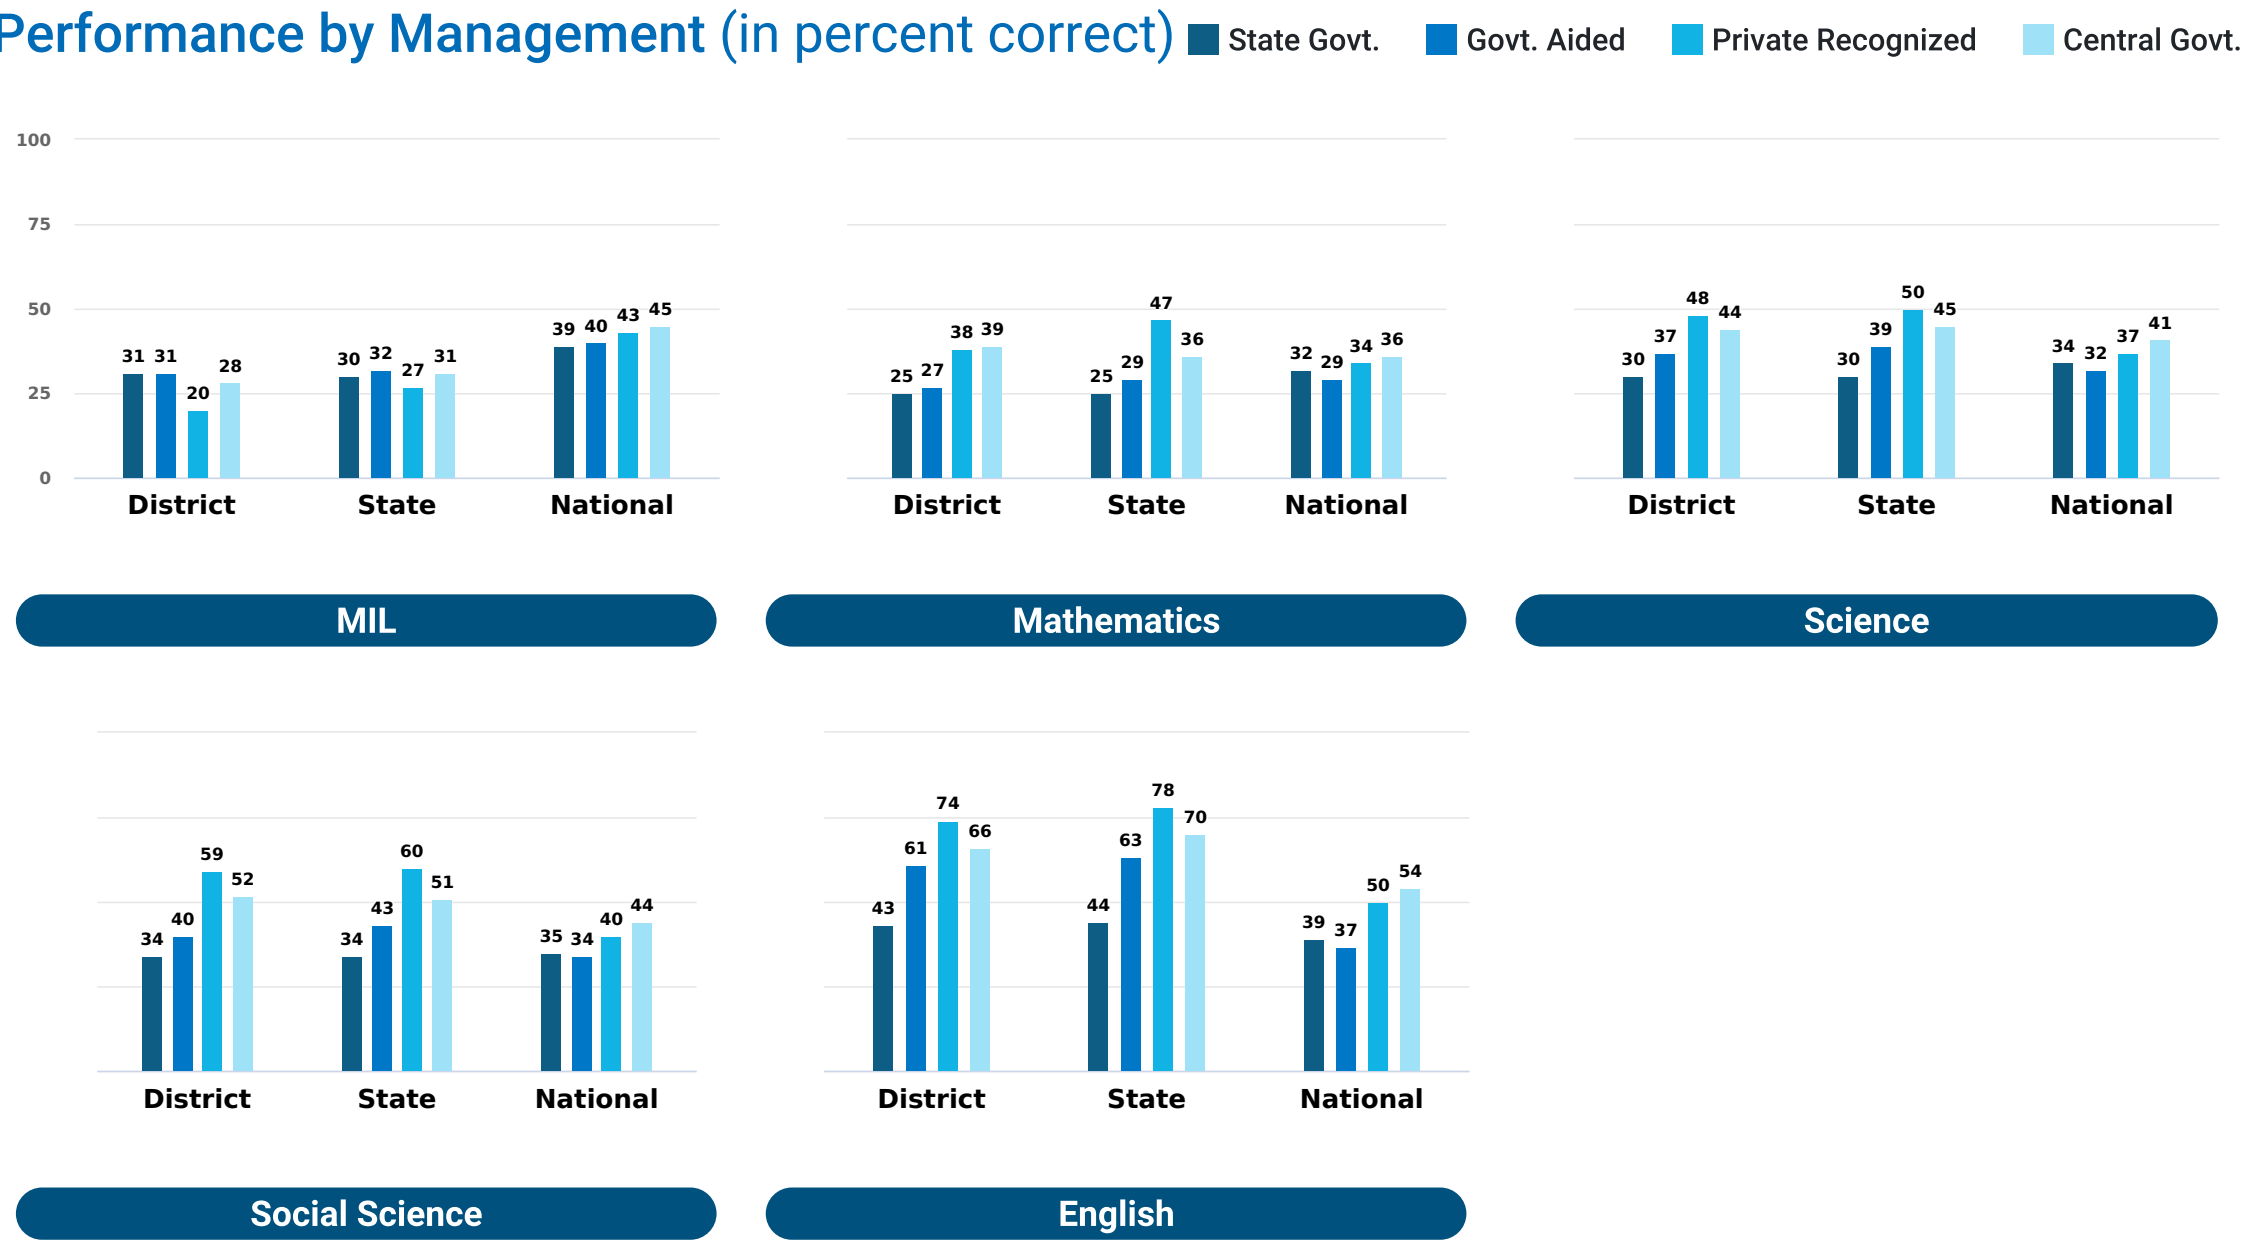 Performance by Management (in percent correct)
State Govt. Govt. Aided Private Recognized Central Govt.
100
75
50
25
0
31 31 20 28
30 32 27 31
39 40 43 45
District State National
MIL
25 27 38 39
25 29 47 36
32 29 34 36
District State National
Mathematics
30 37 48 44
30 39 50 45
34 32 37 41
District State National
Science
34 40 59 52
34 43 60 51
35 34 40 44
District State National
Social Science
43 61 74 66
44 63 78 70
39 37 50 54
District State National
English